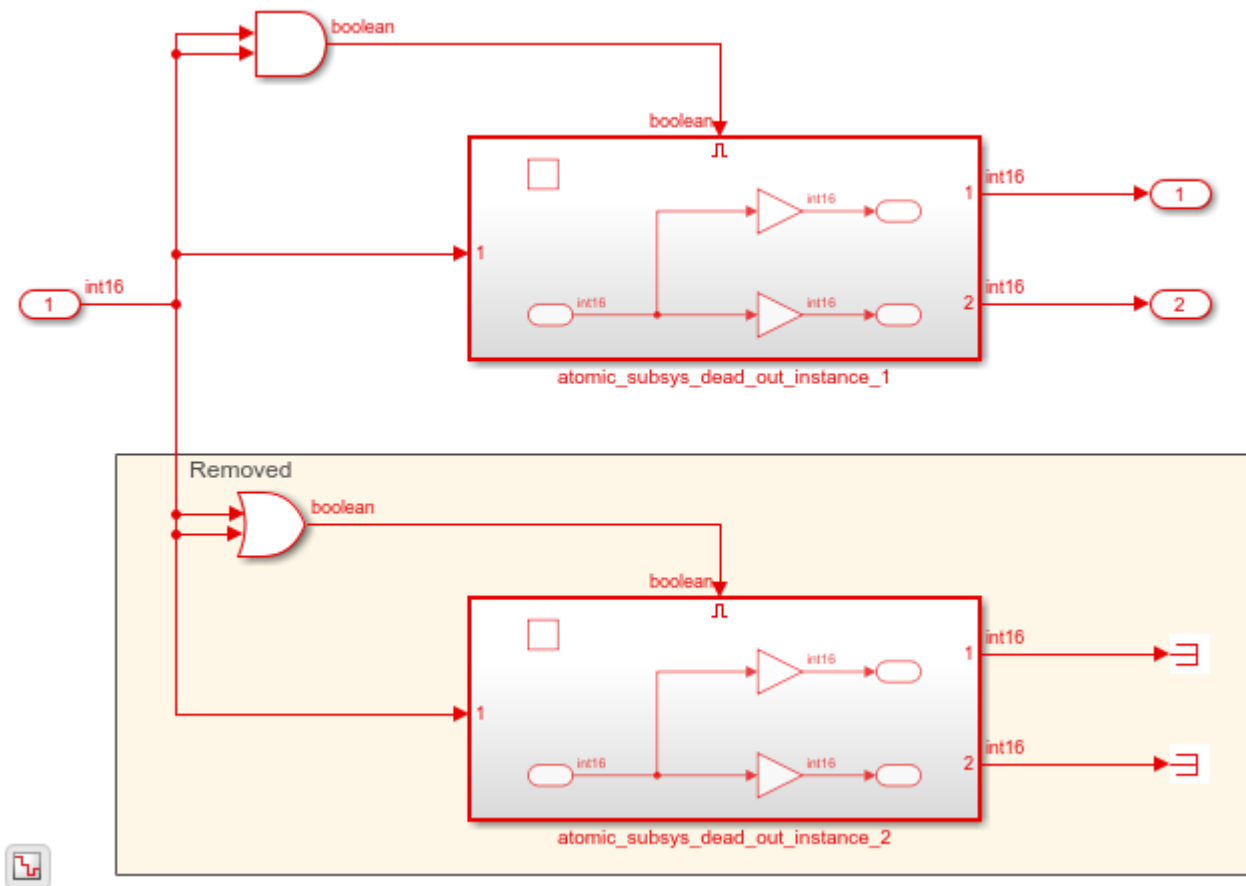 boolean
boolean
int16
1
1
int16
int16
1
1
int16
int16
int16
2
2
int16
atomic_subsys_dead_out_instance_1
Removed
boolean
boolean
int16
1
int16
1
int16
int16
2
int16
atomic_subsys_dead_out_instance_2